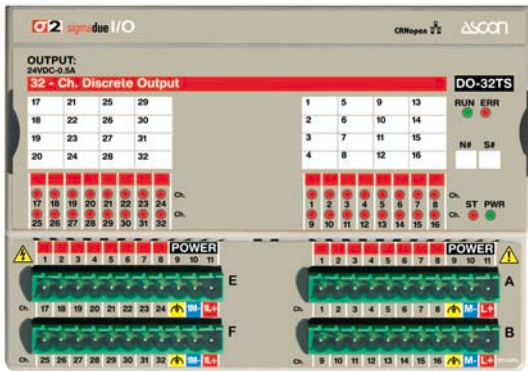 σ2 sigmadue I/O
CANopen ascon
OUTPUT:
24VDC-0.5A
32 - Ch. Discrete Output DO-32TS
17 21 25 29 1 5 9 13 RUN ERR
18 22 26 30 2 6 10 14
19 23 27 31 3 7 11 15 N# S#
20 24 28 32 4 8 12 16
17 18 19 20 21 22 23 24 Ch. 1 2 3 4 5 6 7 8 Ch. ST PWR
25 26 27 28 29 30 31 32 Ch. 9 10 11 12 13 14 15 16 Ch.
POWER POWER
1 2 3 4 5 6 7 8 9 10 11 1 2 3 4 5 6 7 8 9 10 11
E A
Ch. 17 18 19 20 21 22 23 24 1M- 1L+ Ch. 1 2 3 4 5 6 7 8 M- L+
F B
Ch. 25 26 27 28 29 30 31 32 1M- 1L+ Ch. 9 10 11 12 13 14 15 16 M- L+